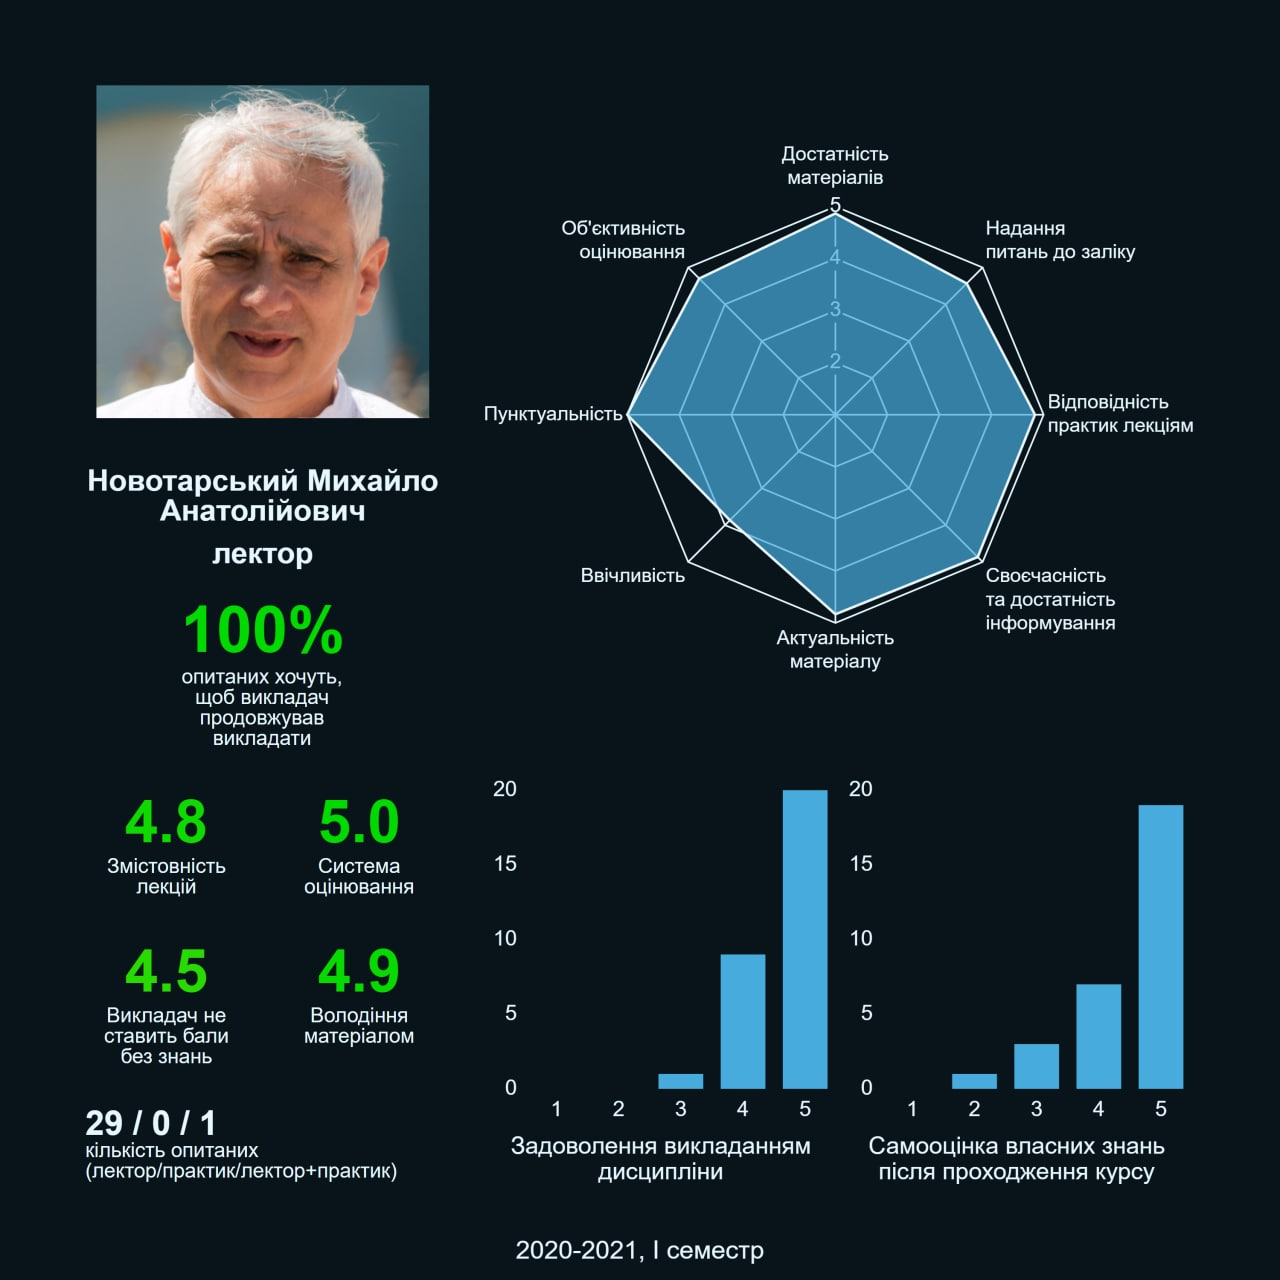 Новотарський Михайло
Анатолійович
лектор
100%
опитаних хочуть,
щоб викладач
продовжував
викладати
4.8
Змістовність
лекцій
5.0
Система
оцінювання
4.5
Викладач не
ставить бали
без знань
4.9
Володіння
матеріалом
29 / 0 / 1
кількість опитаних
(лектор/практик/лектор+практик)
Достатність
матеріалів
Надання
питань до заліку
Відповідність
практик лекціям
Своєчасність
та достатність
інформування
Актуальність
матеріалу
Ввічливість
Пунктуальність
Об'єктивність
оцінювання
5
4
3
2
20
15
10
5
0
1 2 3 4 5
Задоволення викладанням
дисципліни
20
15
10
5
0
1 2 3 4 5
Самооцінка власних знань
після проходження курсу
2020-2021, I семестр